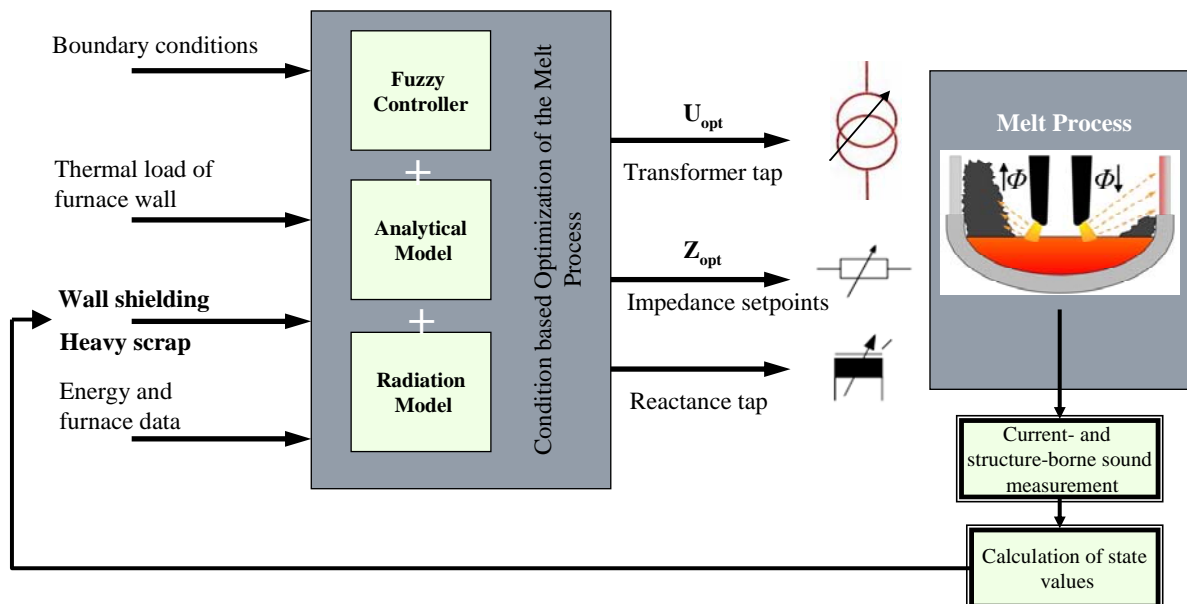 Boundary conditions
Thermal load of
furnace wall
Wall shielding
Heavy scrap
Energy and
furnace data
Fuzzy
Controller
+
Analytical
Model
+
Radiation
Model
Condition based Optimization of the Melt
Process
U opt
Transformer tap
Z opt
Impedance setpoints
Reactance tap
Melt Process
Φ Φ
Current- and
structure-borne sound
measurement
Calculation of state
values